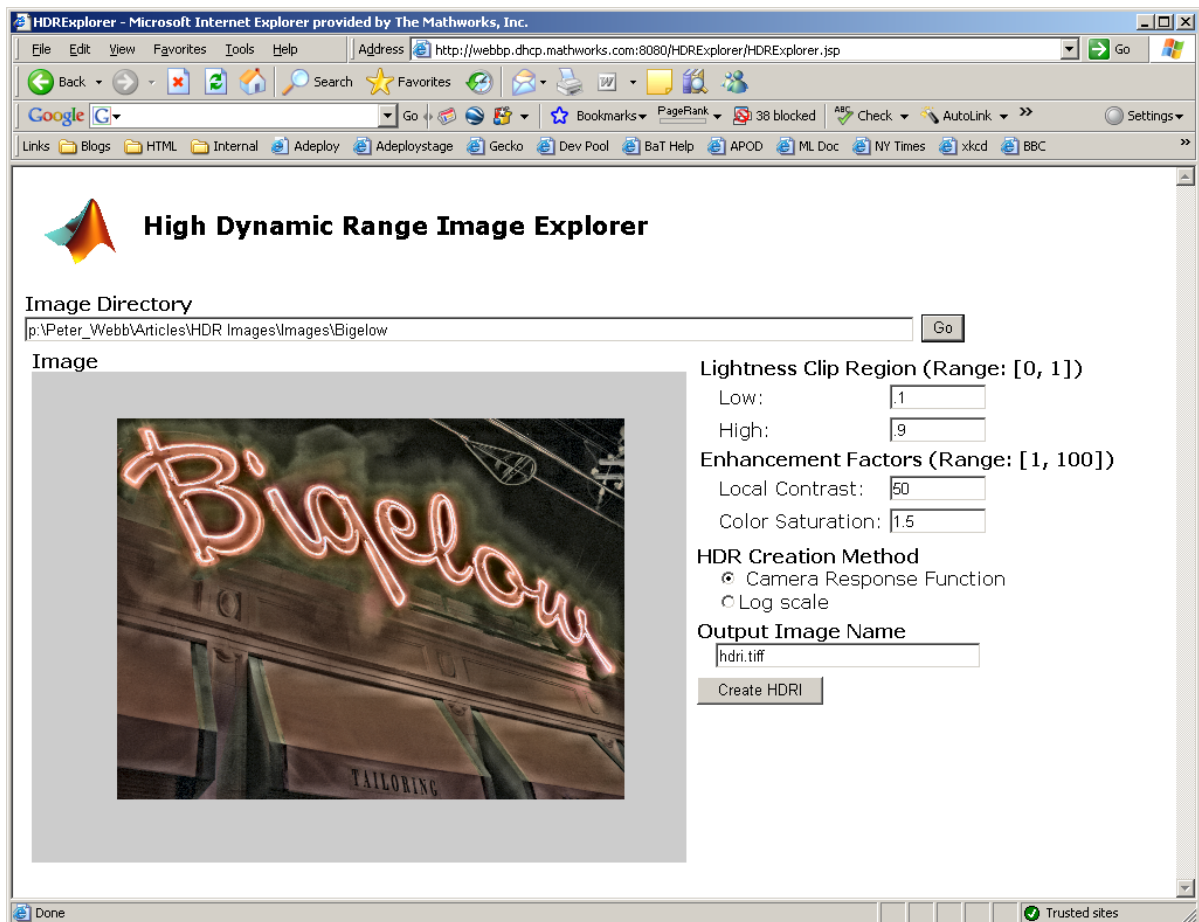 HDRExplorer - Microsoft Internet Explorer provided by The Mathworks, Inc.
File Edit View Favorites Tools Help Address http://webbp.dhcp.mathworks.com:8080/HDRExplorer/HDRExplorer.jsp Go
Back Search Favorites W
Google G Go Bookmarks PageRank 38 blocked ABC Check AutoLink » Settings
Links Blogs HTML Internal Adeploy Adeploystage Gecko Dev Pool BaT Help APOD ML Doc NY Times xkcd BBC »
High Dynamic Range Image Explorer
Image Directory
p:\Peter_Webb\Articles\HDR Images\Images\Bigelow Go
Image
Bigelow
TAILORING
Lightness Clip Region (Range: [0, 1])
Low: .1
High: .9
Enhancement Factors (Range: [1, 100])
Local Contrast: 50
Color Saturation: 1.5
HDR Creation Method
Camera Response Function
Log scale
Output Image Name
hdri.tiff
Create HDRI
Done Trusted sites